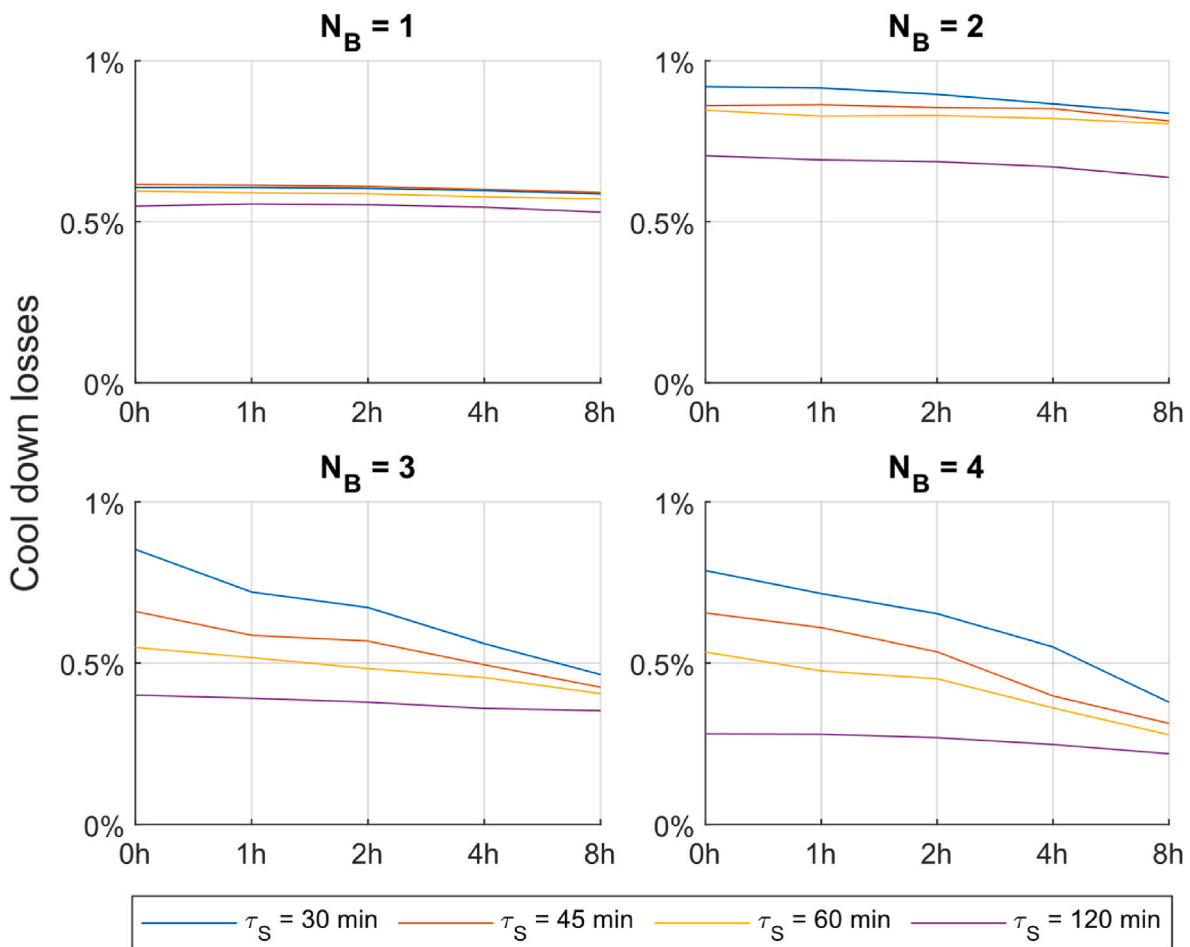 N_B = 1
1%
0.5%
0%
0h 1h 2h 4h 8h
N_B = 2
1%
0.5%
0%
0h 1h 2h 4h 8h
Cool down losses
N_B = 3
1%
0.5%
0%
0h 1h 2h 4h 8h
N_B = 4
1%
0.5%
0%
0h 1h 2h 4h 8h
τ_S = 30 min τ_S = 45 min τ_S = 60 min τ_S = 120 min